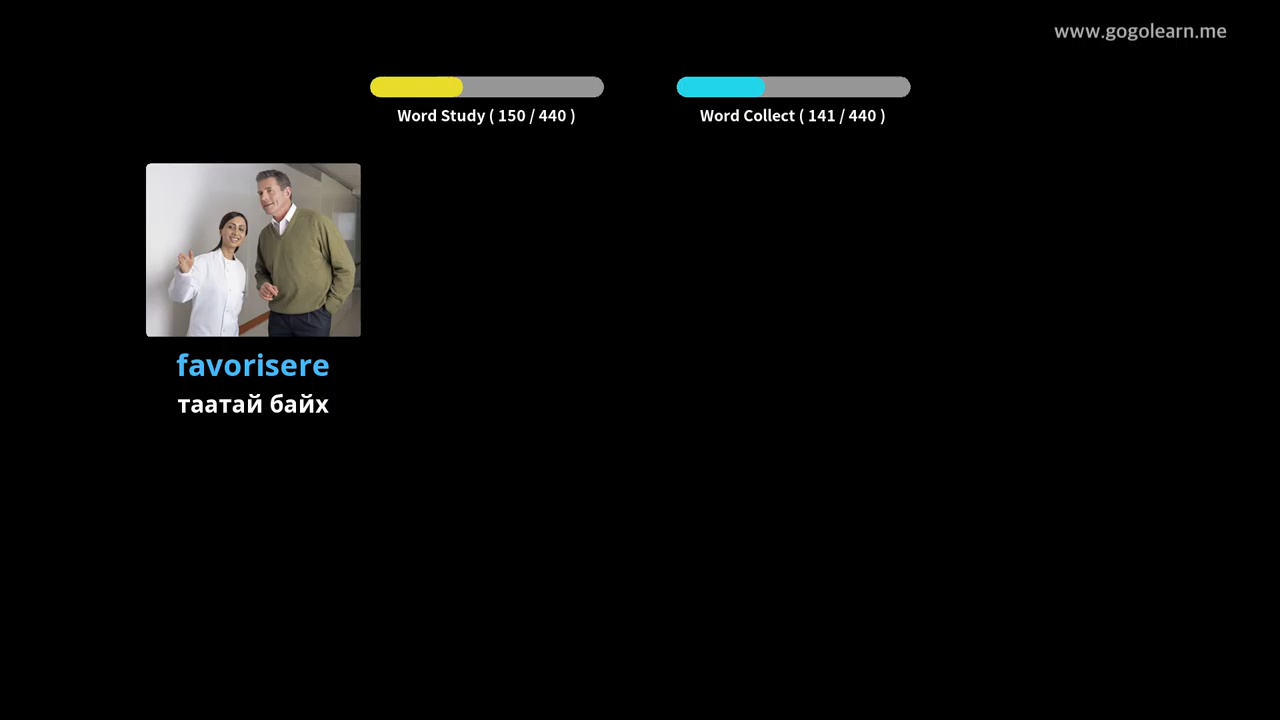 www.gogolearn.me
Word Study ( 150 / 440 )
Word Collect ( 141 / 440 )
favorisere
таатай байх